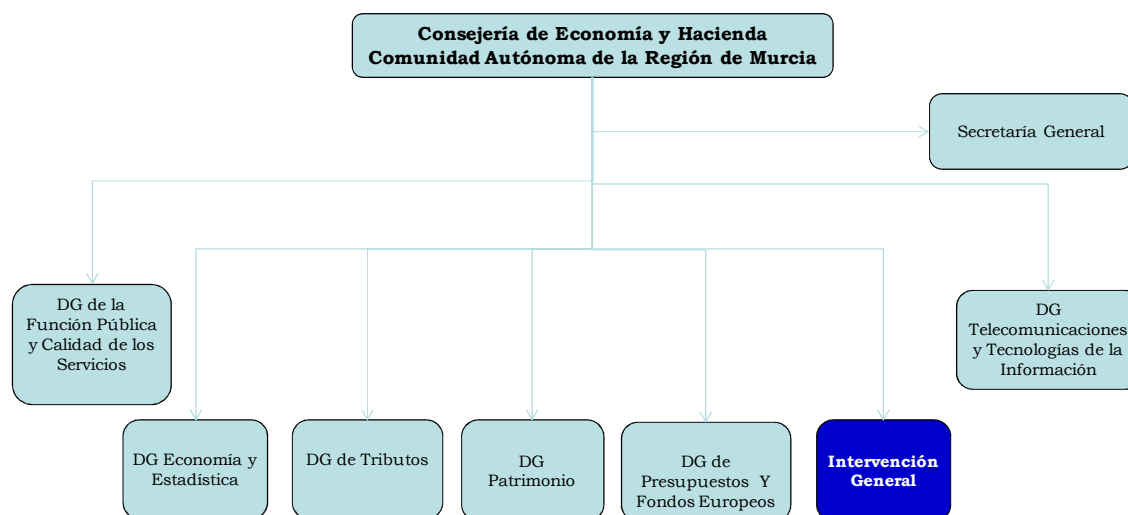 Consejería de Economía y Hacienda
Comunidad Autónoma de la Región de Murcia
Secretaría General
DG de la
Función Pública
y Calidad de los
Servicios
DG
Telecomunicaciones
y Tecnologías de la
Información
DG Economía y
Estadística
DG de Tributos
DG
Patrimonio
DG de
Presupuestos Y
Fondos Europeos
Intervención
General